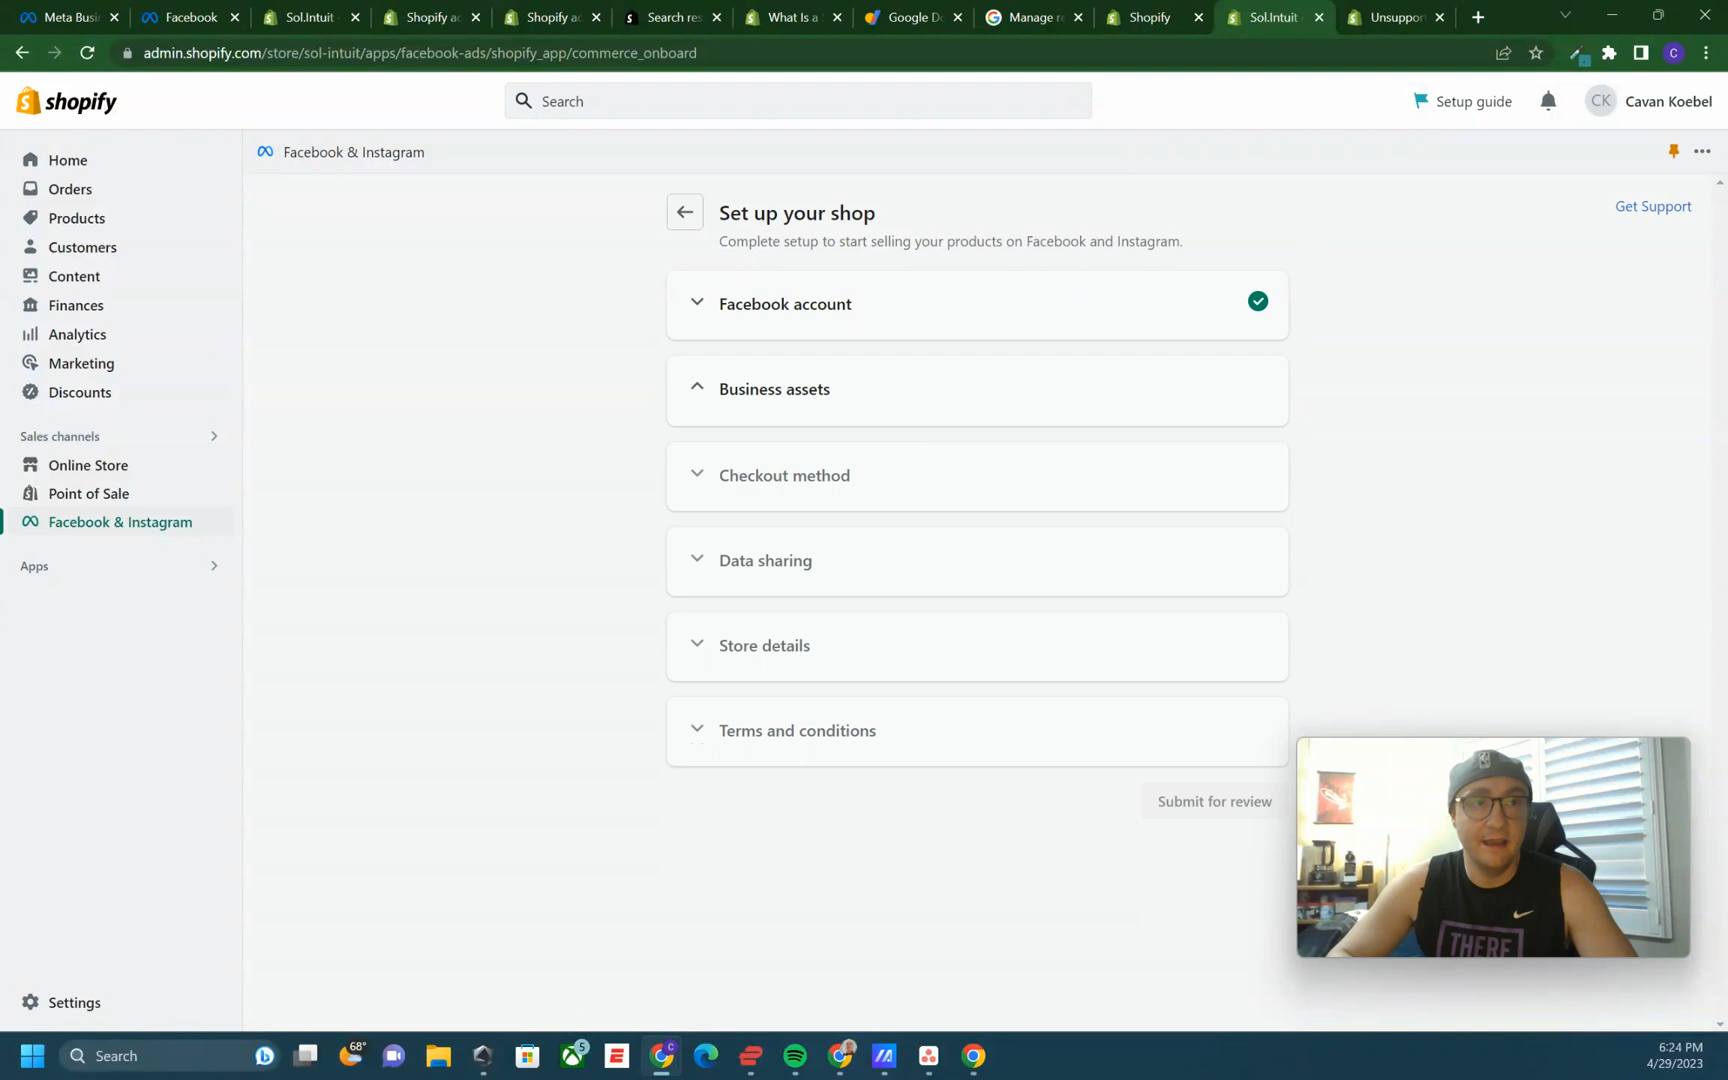 Meta Busi
Facebook
Sol.Intuit
Shopify ac
Shopify ac
Search res
What Is a
Google Do
Manage re
Shopify
Sol.Intuit
Unsuppor
admin.shopify.com/store/sol-intuit/apps/facebook-ads/shopify_app/commerce_onboard
C
shopify
Search
Setup guide
CK
Cavan Koebel
Home
Orders
Products
Customers
Content
Finances
Analytics
Marketing
Discounts
Sales channels
Online Store
Point of Sale
Facebook & Instagram
Apps
Settings
Facebook & Instagram
Set up your shop
Get Support
Complete setup to start selling your products on Facebook and Instagram.
Facebook account
Business assets
Checkout method
Data sharing
Store details
Terms and conditions
Submit for review
THERE
Search
68°
5
6:24 PM
4/29/2023